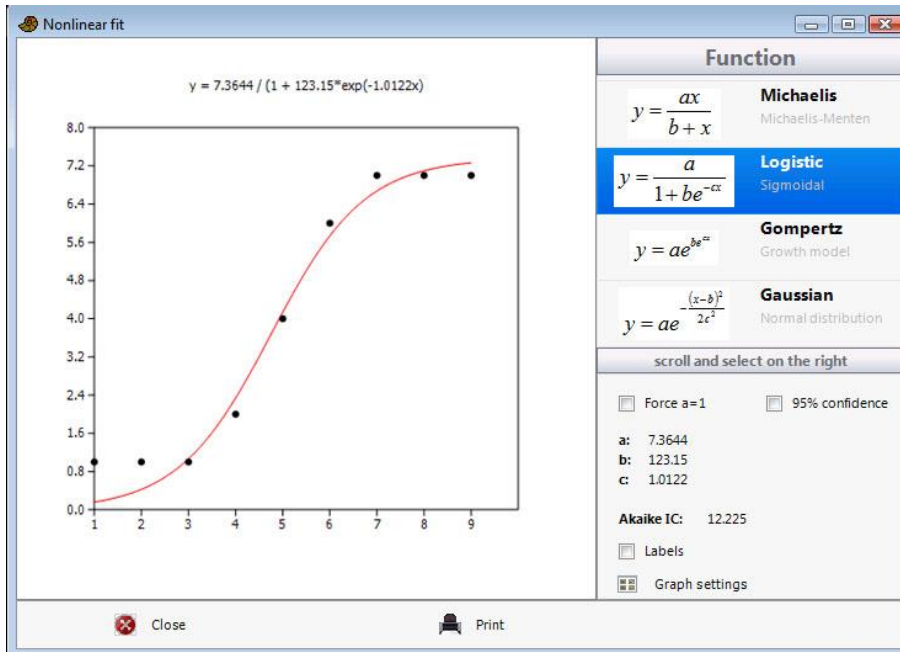 Nonlinear fit
y = 7.3644 / (1 + 123.15*exp(-1.0122x)
8.0
7.2
6.4
5.6
4.8
4.0
3.2
2.4
1.6
0.8
0.0
1 2 3 4 5 6 7 8 9
Function
y = ax / b + x
Michaelis
Michaelis-Menten
y = a / 1 + be^-cx
Logistic
Sigmoidal
y = ae^be^cx
Gompertz
Growth model
y = ae^-(x-b)²/2c²
Gaussian
Normal distribution
scroll and select on the right
Force a=1 95% confidence
a: 7.3644
b: 123.15
c: 1.0122
Akaike IC: 12.225
Labels
Graph settings
Close Print